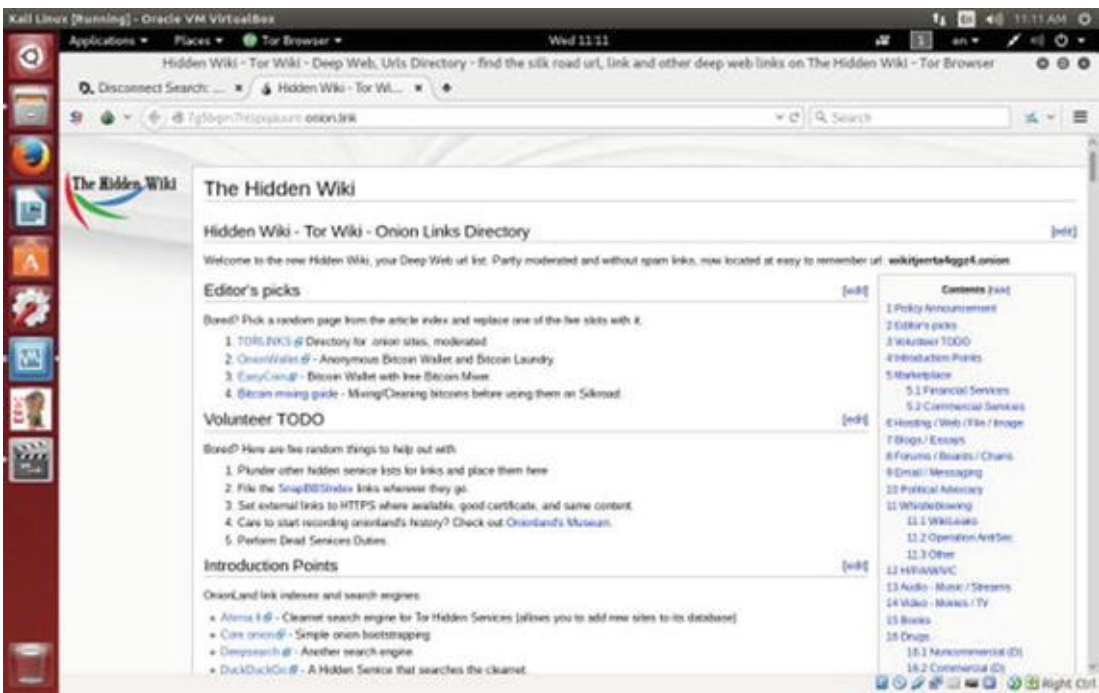 Kali Linux [Running] - Oracle VM VirtualBox
11:11 AM
Applications
Places
Tor Browser
Wed 11:11
1
en
Hidden Wiki - Tor Wiki - Deep Web, Urls Directory - find the silk road url, link and other deep web links on The Hidden Wiki - Tor Browser
Disconnect Search: ...
Hidden Wiki - Tor Wi...
onion.link
Search
The Hidden Wiki
The Hidden Wiki
Hidden Wiki - Tor Wiki - Onion Links Directory
[edit]
Welcome to the new Hidden Wiki, your Deep Web url list. Partly moderated and without spam links, now located at easy to remember url:
Editor's picks
[edit]
Bored? Pick a random page from the article index and replace one of the five slots with it.
1. TORLINKS Directory for .onion sites, moderated.
2. OnionWallet - Anonymous Bitcoin Wallet and Bitcoin Laundry.
3. EasyCoin - Bitcoin Wallet with free Bitcoin Mixer.
4. Bitcoin mixing guide - Mixing/Cleaning bitcoins before using them on Silkroad.
Volunteer TODO
[edit]
Bored? Here are five random things to help out with.
1. Plunder other hidden service lists for links and place them here
2. File the SnapBBSIndex links wherever they go.
3. Set external links to HTTPS where available, good certificate, and same content.
4. Care to start recording onionland's history? Check out Onionland's Museum.
5. Perform Dead Services Duties.
Introduction Points
[edit]
OnionLand link indexes and search engines
- Clearnet search engine for Tor Hidden Services (allows you to add new sites to its database)
- Simple onion bootstrapping
Deepsearch - Another search engine.
DuckDuckGo - A Hidden Service that searches the clearnet.
Contents [hide]
1 Policy Announcement
2 Editor's picks
3 Volunteer TODO
4 Introduction Points
5 Marketplace
5.1 Financial Services
5.2 Commercial Services
6 Hosting / Web / File / Image
7 Blogs / Essays
8 Forums / Boards / Chans
9 Email / Messaging
10 Political Advocacy
11 Whistleblowing
11.1 WikiLeaks
11.2 Operation AntiSec
11.3 Other
12 H/P/A/W/V/C
13 Audio - Music / Streams
14 Video - Movies / TV
15 Books
16 Drugs
16.1 Noncommercial (D)
16.2 Commercial (D)
Right Ctrl